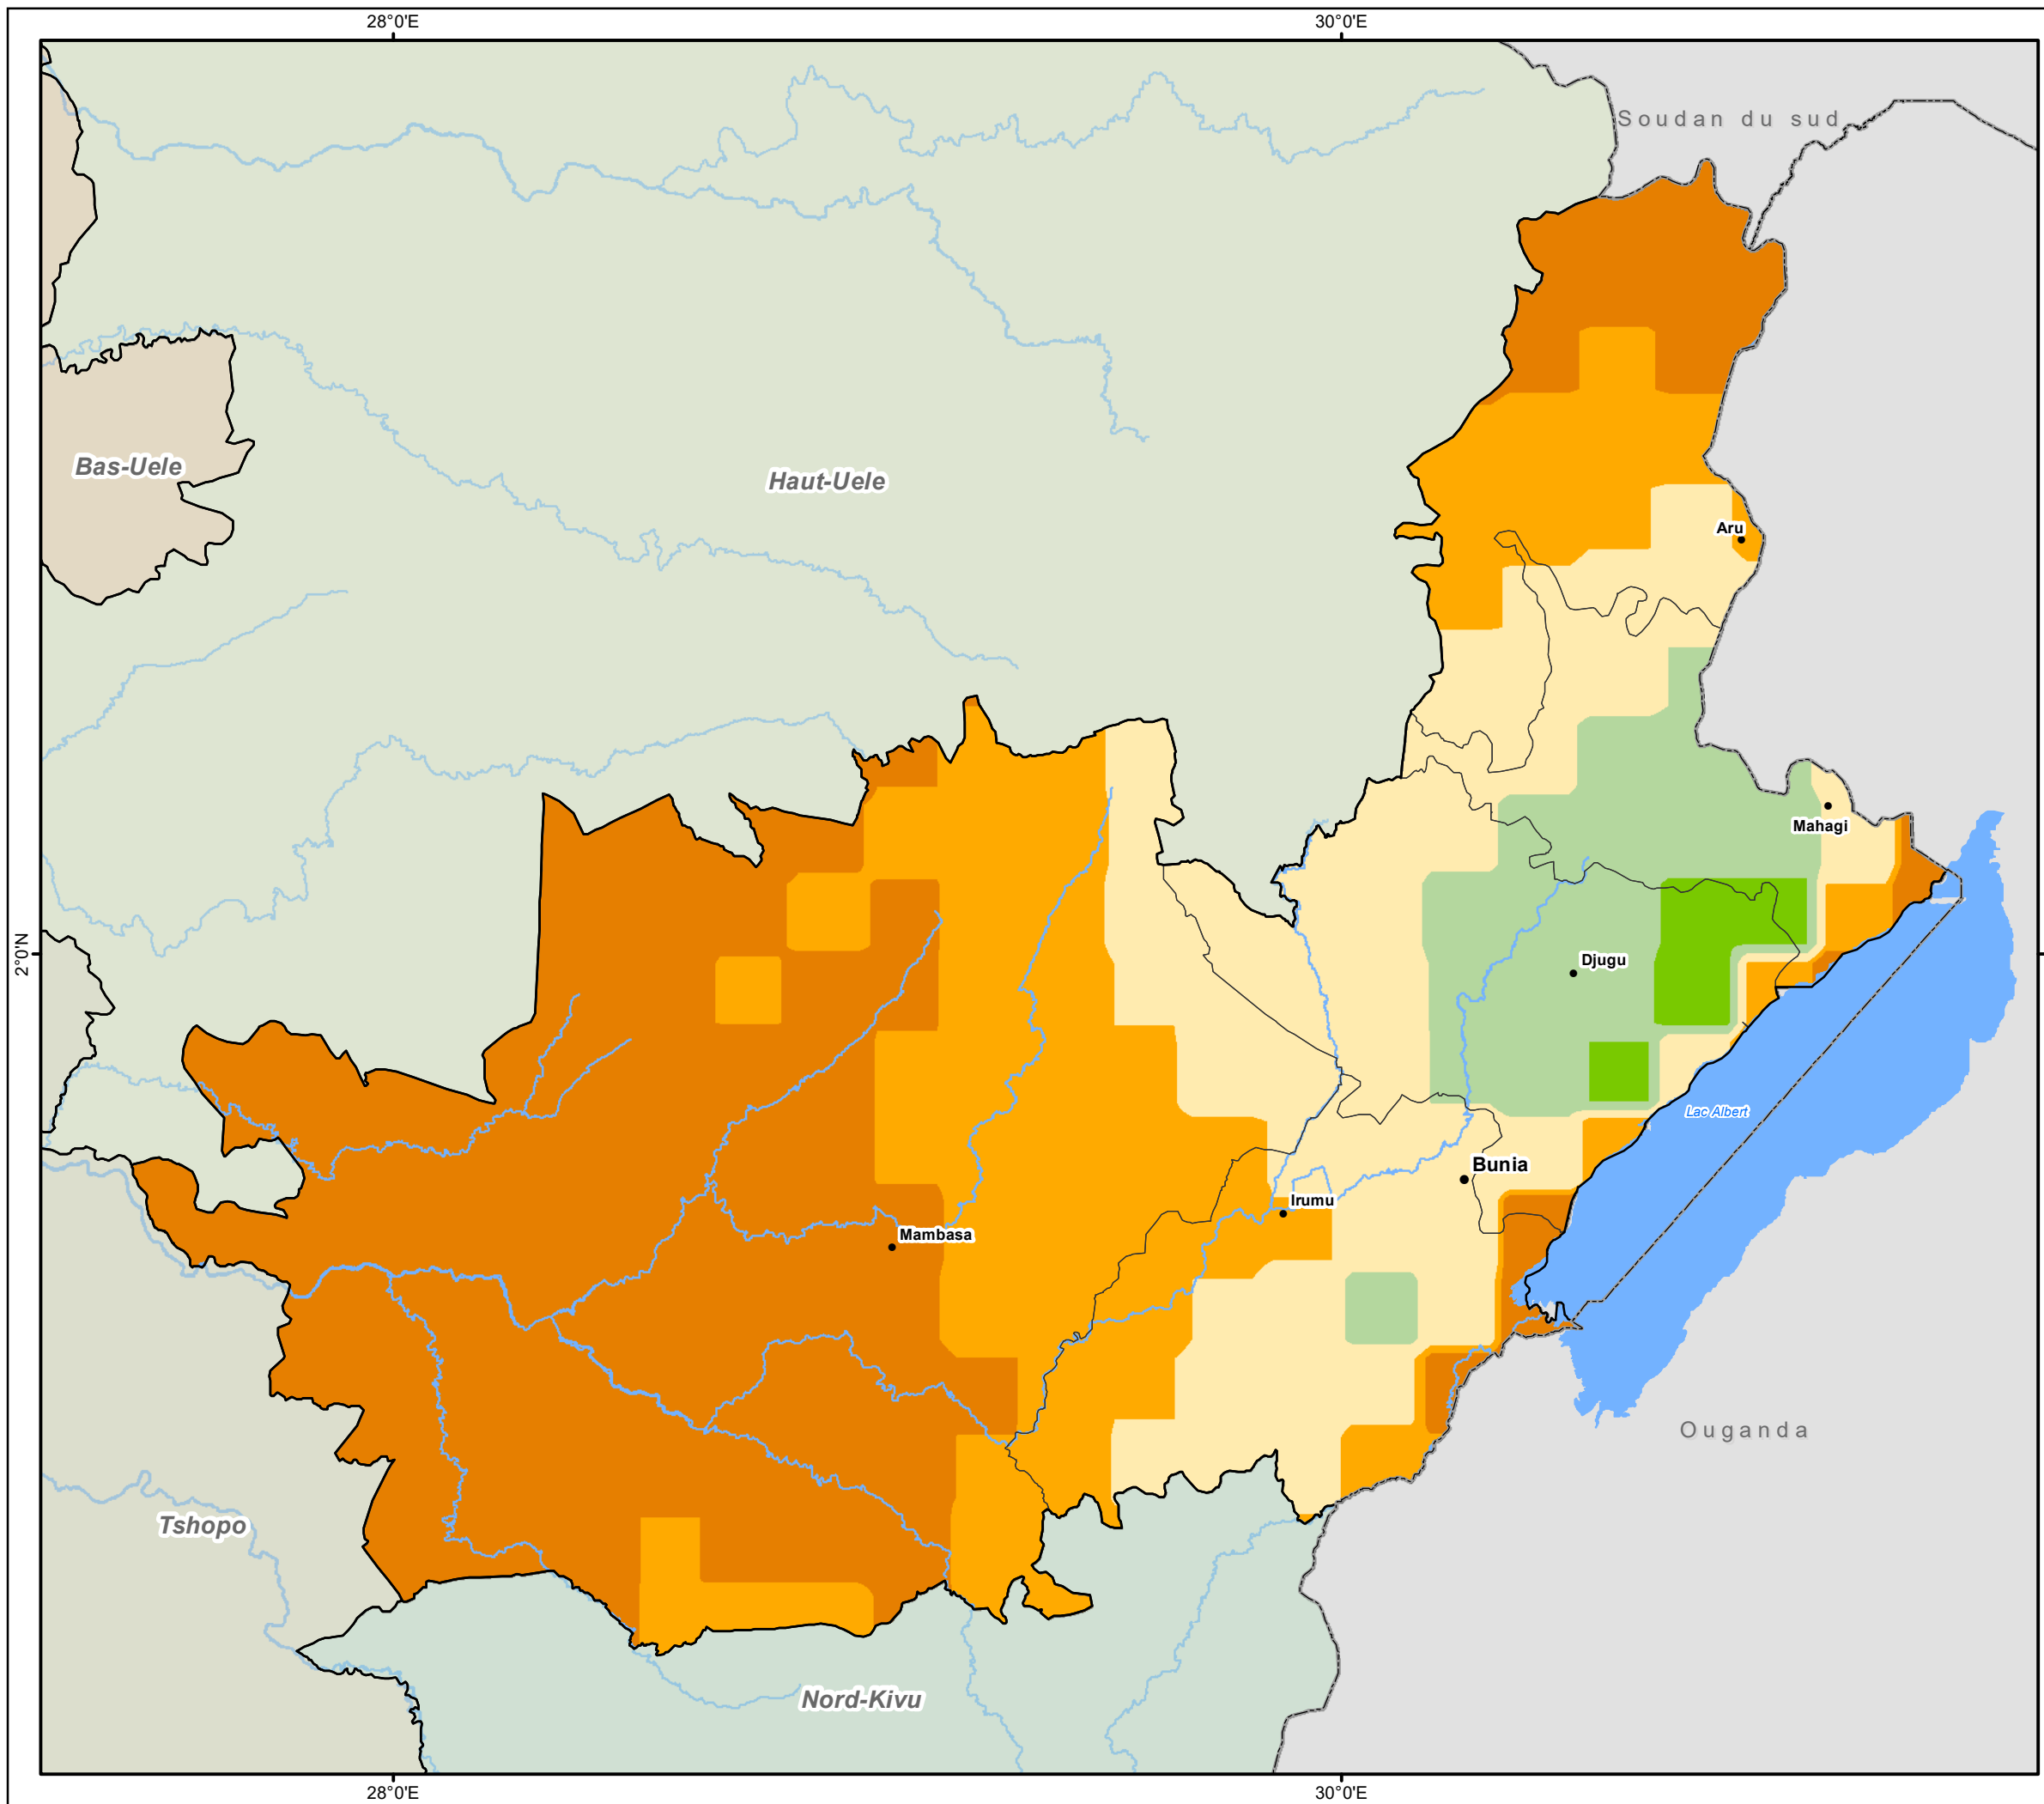 28°0'E
30°0'E
Soudan du sud
Bas-Uele
Haut-Uele
Aru
Mahagi
2°0'N
Djugu
Lac Albert
Bunia
Irumu
Mambasa
Ouganda
Tshopo
Nord-Kivu
28°0'E
30°0'E